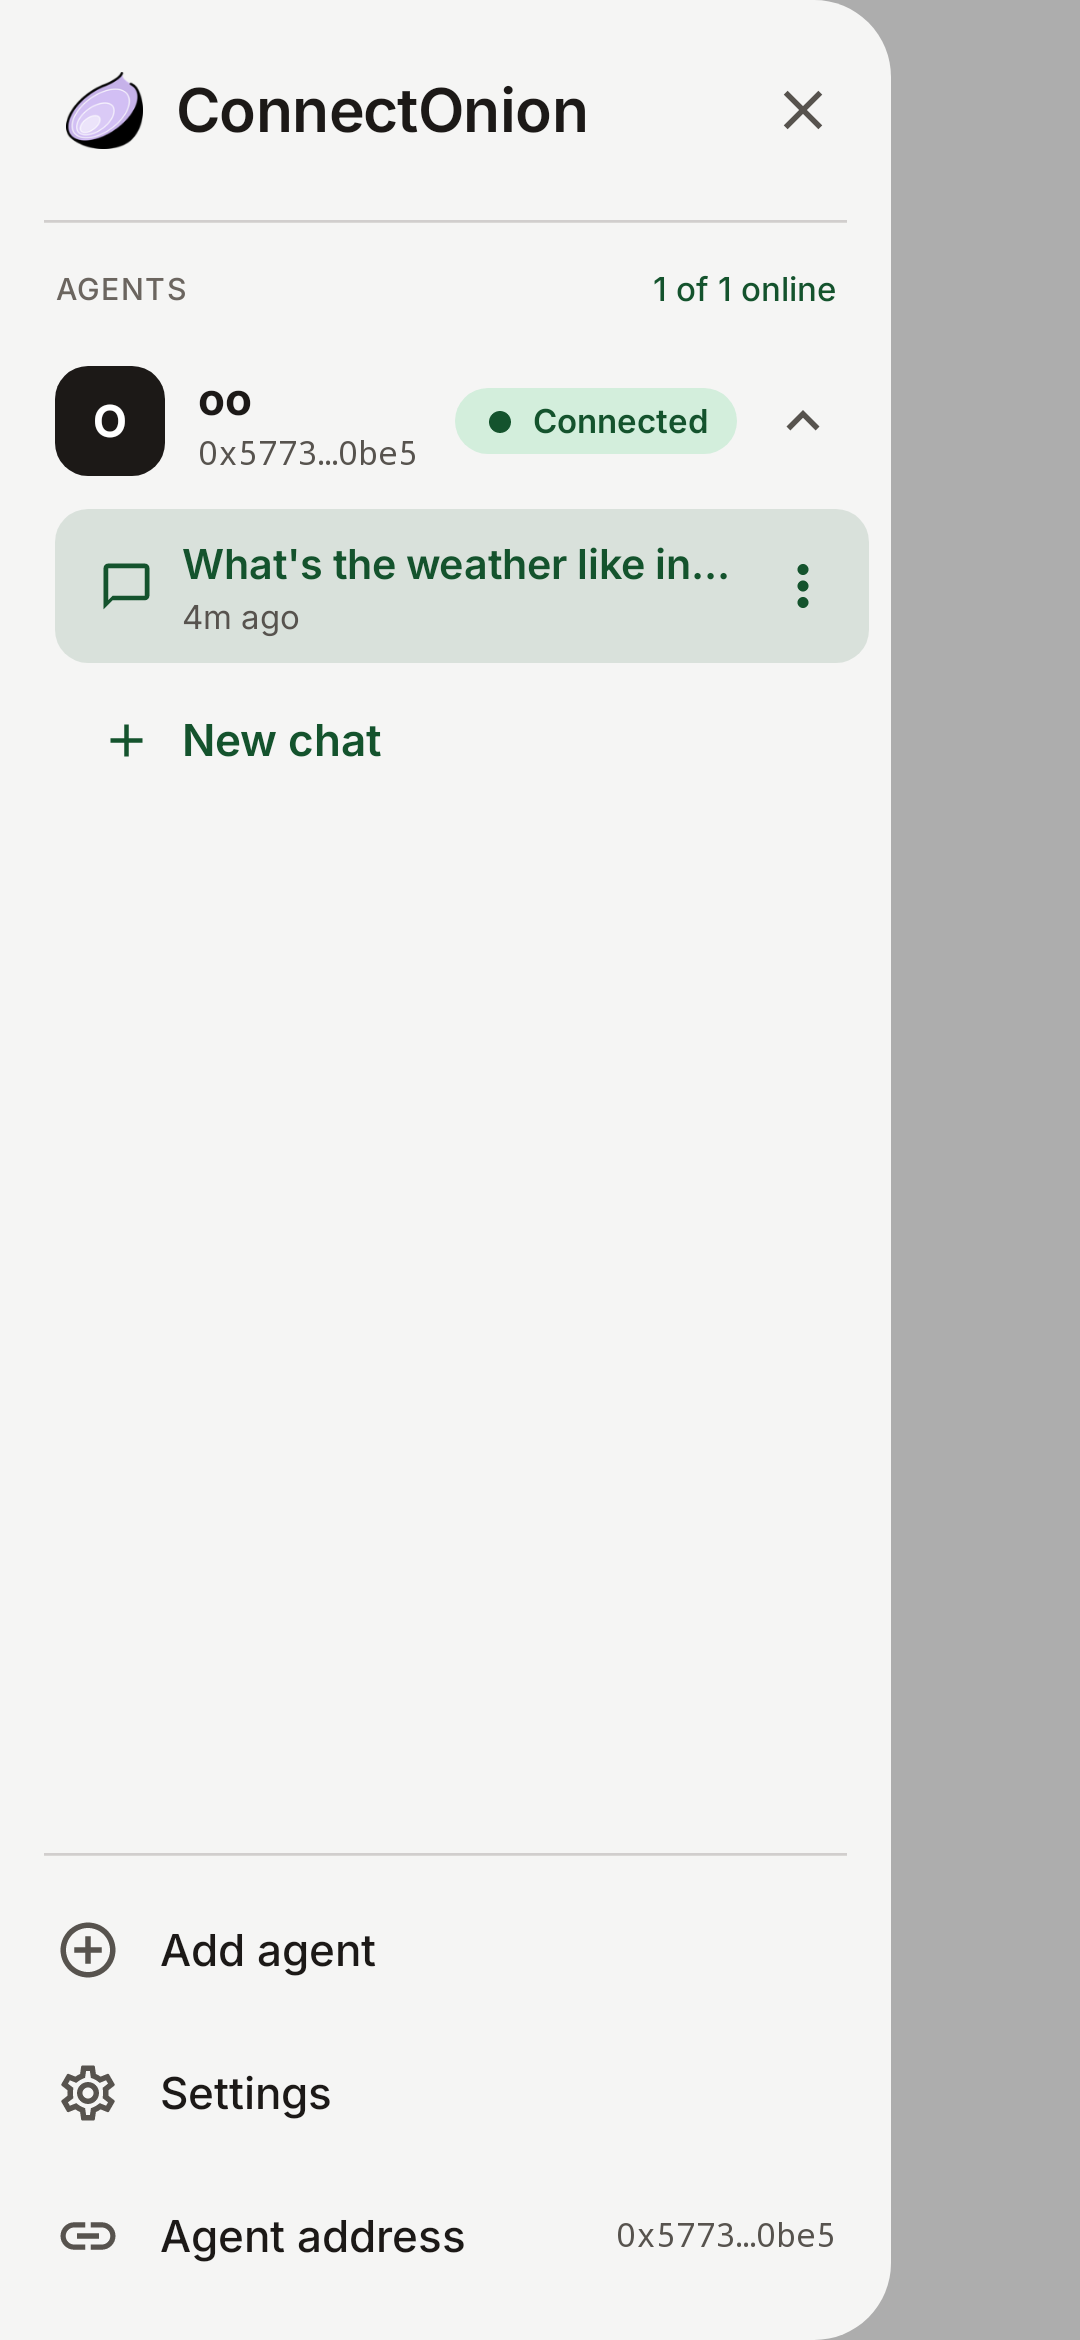 ConnectOnion
AGENTS
1 of 1 online
O
oo
0x5773...0be5
Connected
What's the weather like in...
4m ago
New chat
Add agent
Settings
Agent address
0x5773...0be5